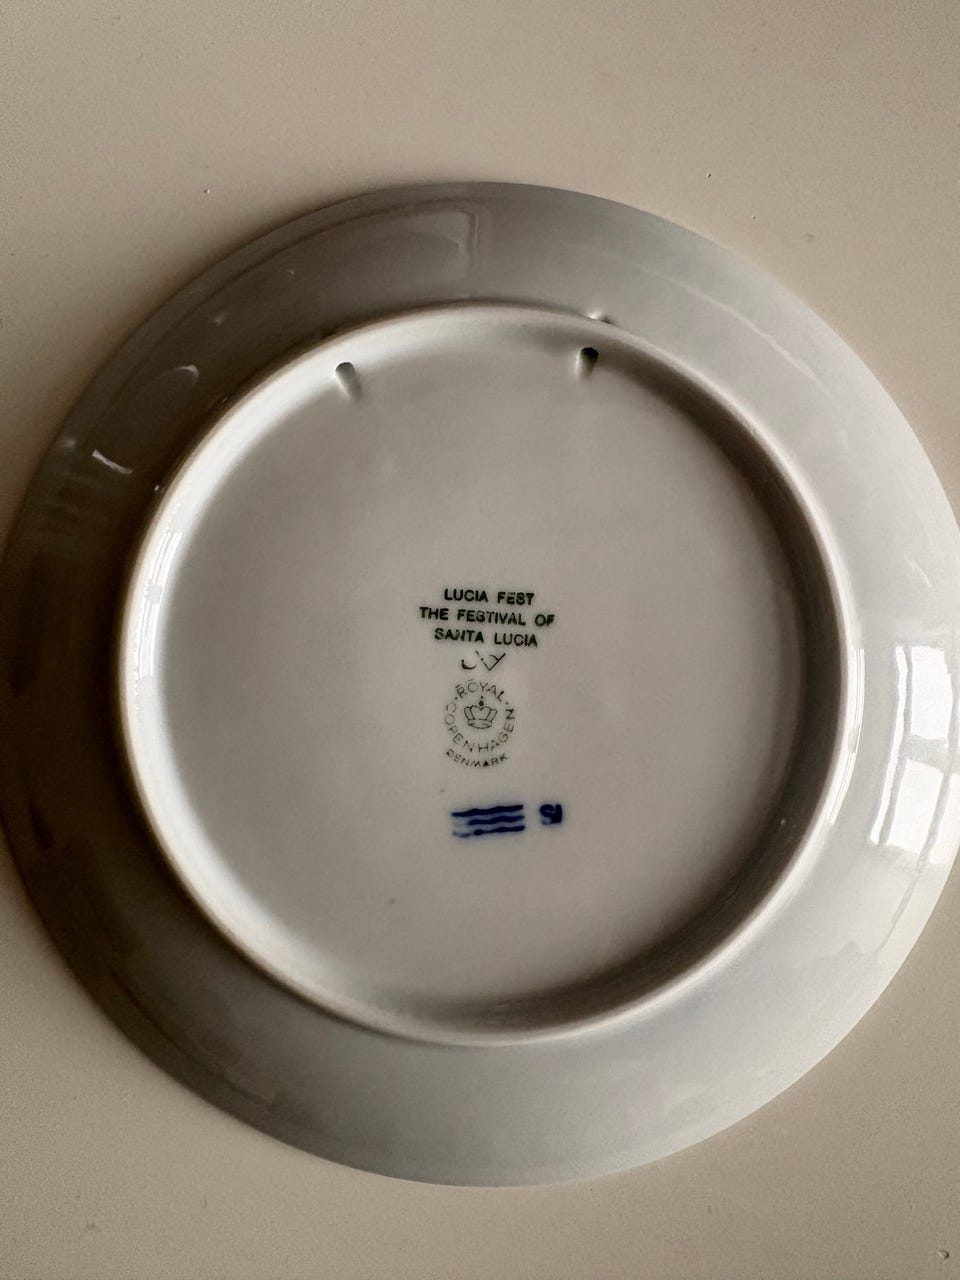 LUCIA FEST
THE FESTIVAL OF
SANTA LUCIA
ROYAL
COPENHAGEN
DENMARK